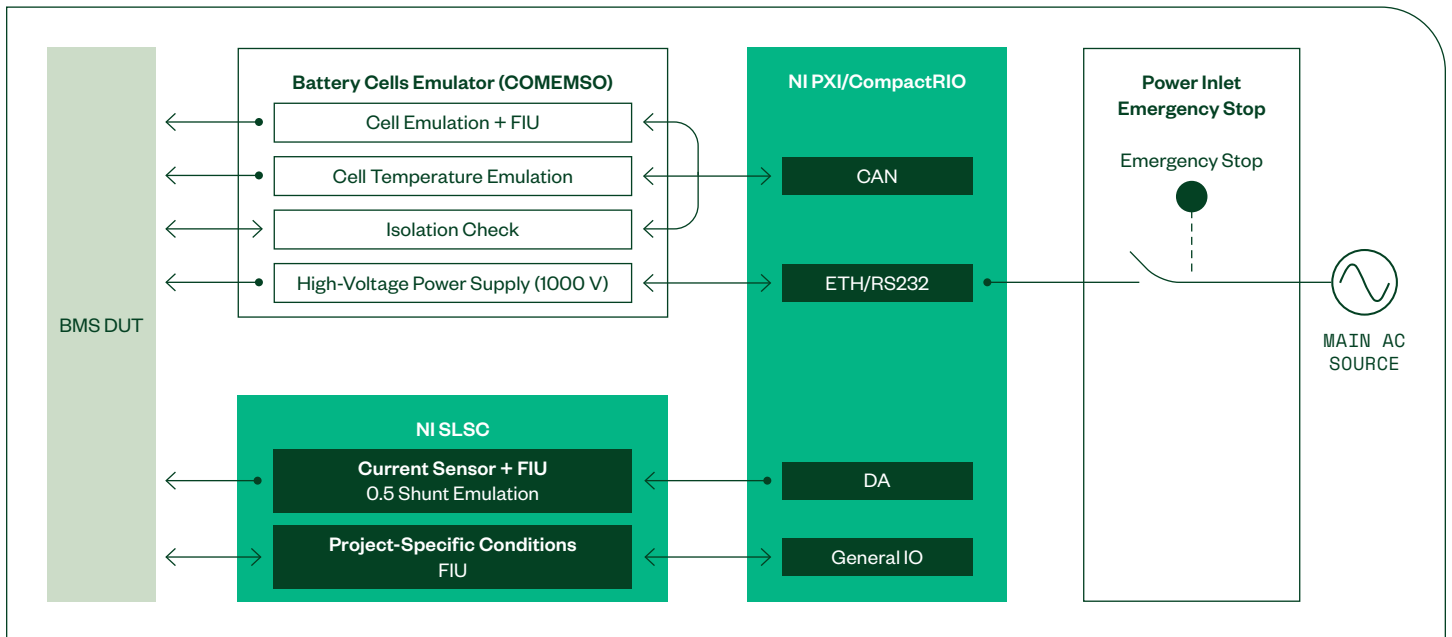 BMS DUT
Battery Cells Emulator (COMEMSO)
Cell Emulation + FIU
Cell Temperature Emulation
Isolation Check
High-Voltage Power Supply (1000 V)
NI SLSC
Current Sensor + FIU
0.5 Shunt Emulation
Project-Specific Conditions
FIU
NI PXI/CompactRIO
CAN
ETH/RS232
DA
General IO
Power Inlet
Emergency Stop
Emergency Stop
MAIN AC
SOURCE